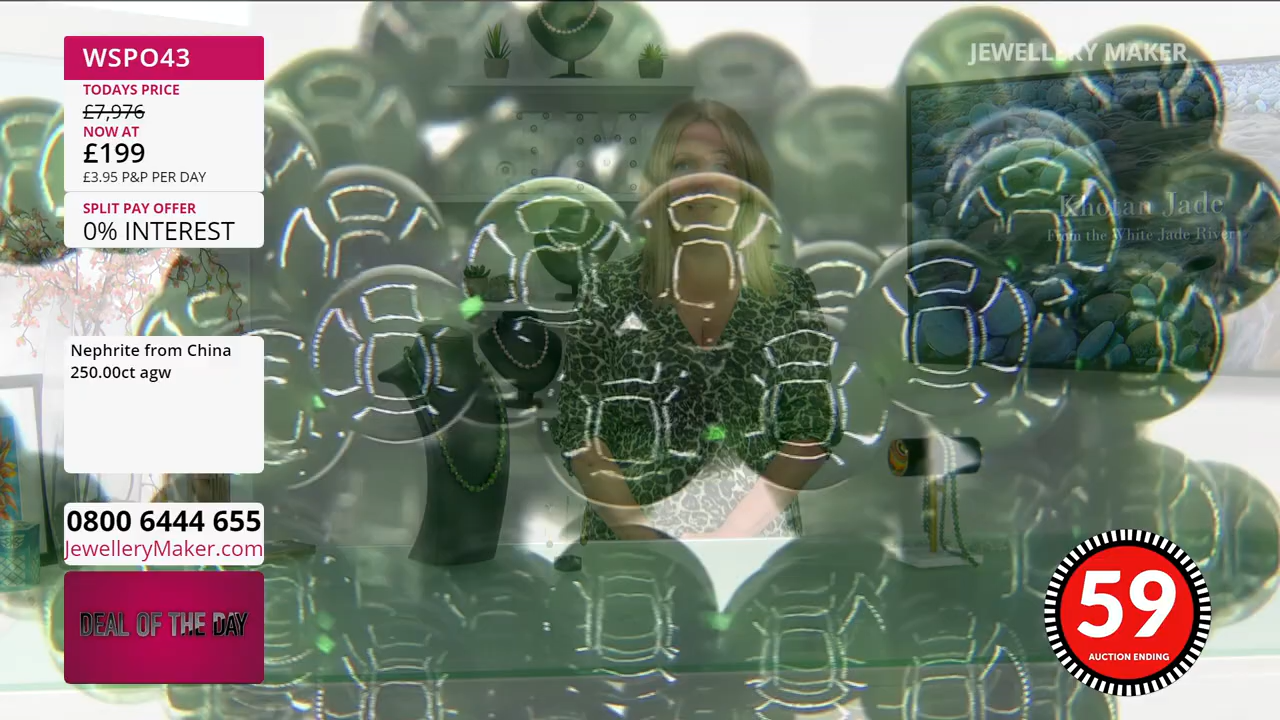 WSPO43
TODAYS PRICE
£7,976
NOW AT
£199
£3.95 P&P PER DAY
SPLIT PAY OFFER
0% INTEREST
Nephrite from China
250.00ct agw
0800 6444 655
JewelleryMaker.com
DEAL OF THE DAY
JEWELLERY MAKER
Khotan Jade
From the White Jade River
59
AUCTION ENDING